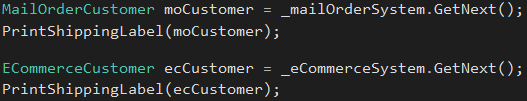 MailOrderCustomer moCustomer = _mailOrderSystem.GetNext();
PrintShippingLabel(moCustomer);
ECommerceCustomer ecCustomer = _eCommerceSystem.GetNext();
PrintShippingLabel(ecCustomer);